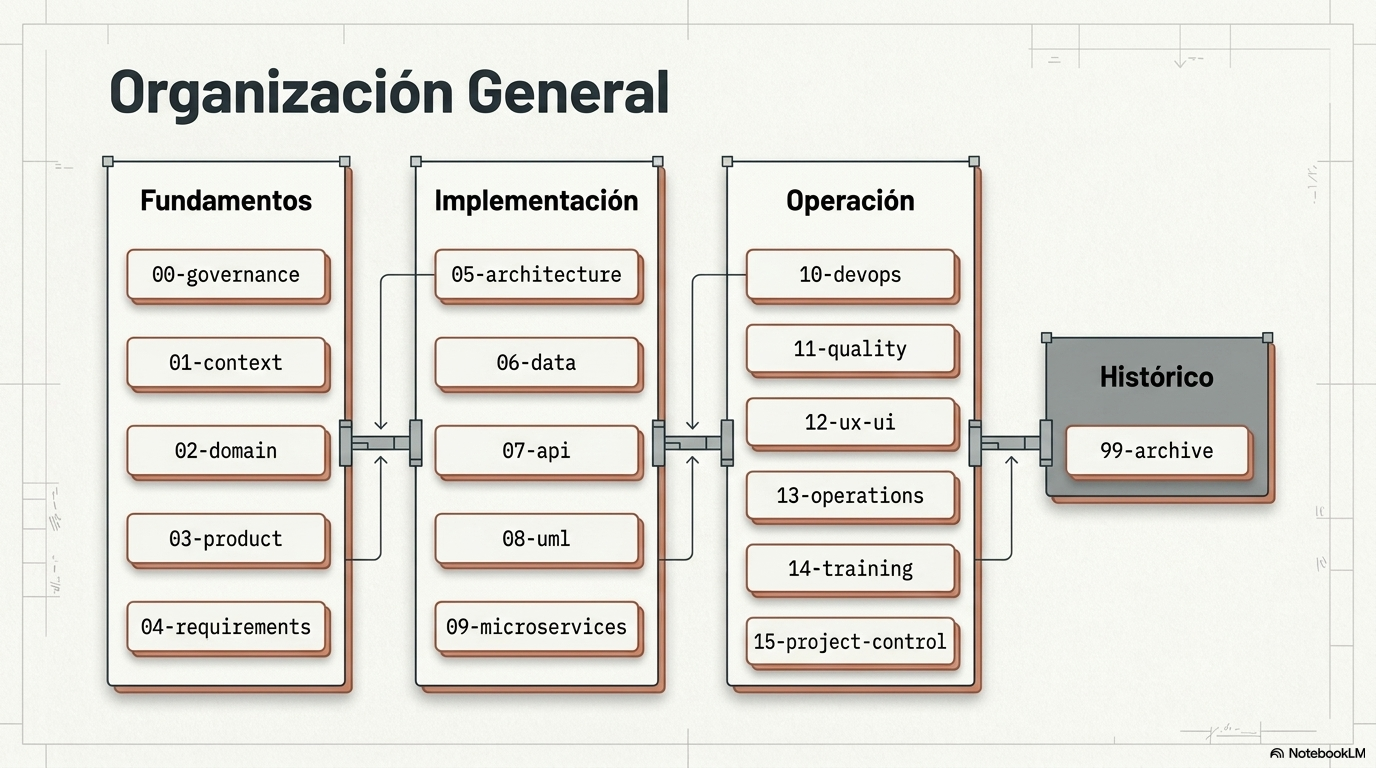 Organización General
Fundamentos
00-governance
01-context
02-domain
03-product
04-requirements
Implementación
05-architecture
06-data
07-api
08-uml
09-microservices
Operación
10-devops
11-quality
12-ux-ui
13-operations
14-training
15-project-control
Histórico
99-archive
NotebookLM